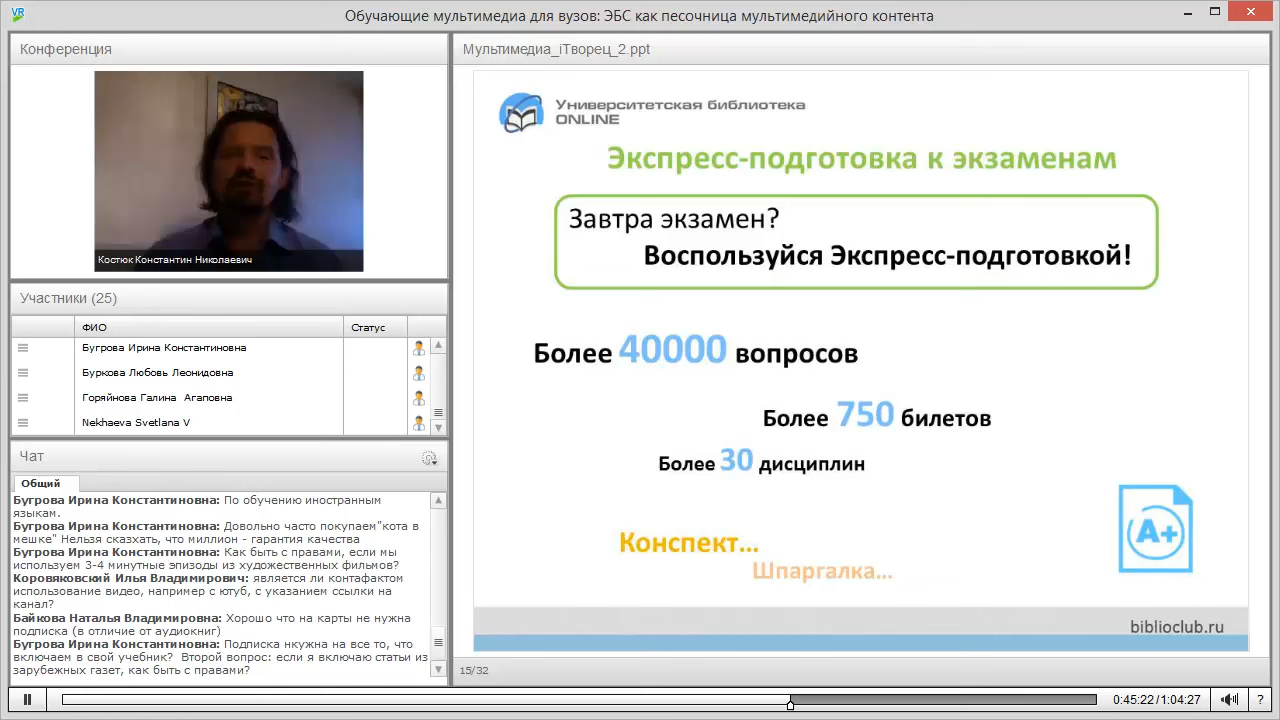 VR
Обучающие мультимедиа для вузов: ЭБС как песочница мультимедийного контента
Конференция
Костюк Константин Николаевич
Участники (25)
ФИО
Статус
Бугрова Ирина Константиновна
Буркова Любовь Леонидовна
Горяйнова Галина Агаповна
Nekhaeva Svetlana V
Чат
Общий
Бугрова Ирина Константиновна: По обучению иностранным
языкам.
Бугрова Ирина Константиновна: Довольно часто покупаем"кота в
мешке" Нельзя сказхать, что миллион - гарантия качества
Бугрова Ирина Константиновна: Как быть с правами, если мы
используем 3-4 минутные эпиизоды из художественных фильмов?
Коровяковский Илья Владимирович: является ли контафактом
использование видео, например с ютуб, с указанием ссылки на
канал?
Байкова Наталья Владимировна: Хорошо что на карты не нужна
подписка (в отличие от аудиокниг)
Бугрова Ирина Константиновна: Подписка нкужна на все то, что
включаем в свой учебник? Второй вопрос: если я включаю статьи из
зарубежных газет, как быть с правами?
Мультимедиа_iТворец_2.ppt
Университетская библиотека
ONLINE
Экспресс-подготовка к экзаменам
Завтра экзамен?
Воспользуйся Экспресс-подготовкой!
Более 40000 вопросов
Более 750 билетов
Более 30 дисциплин
Конспект...
Шпаргалка...
A+
biblioclub.ru
15/32
0:45:22/1:04:27
?